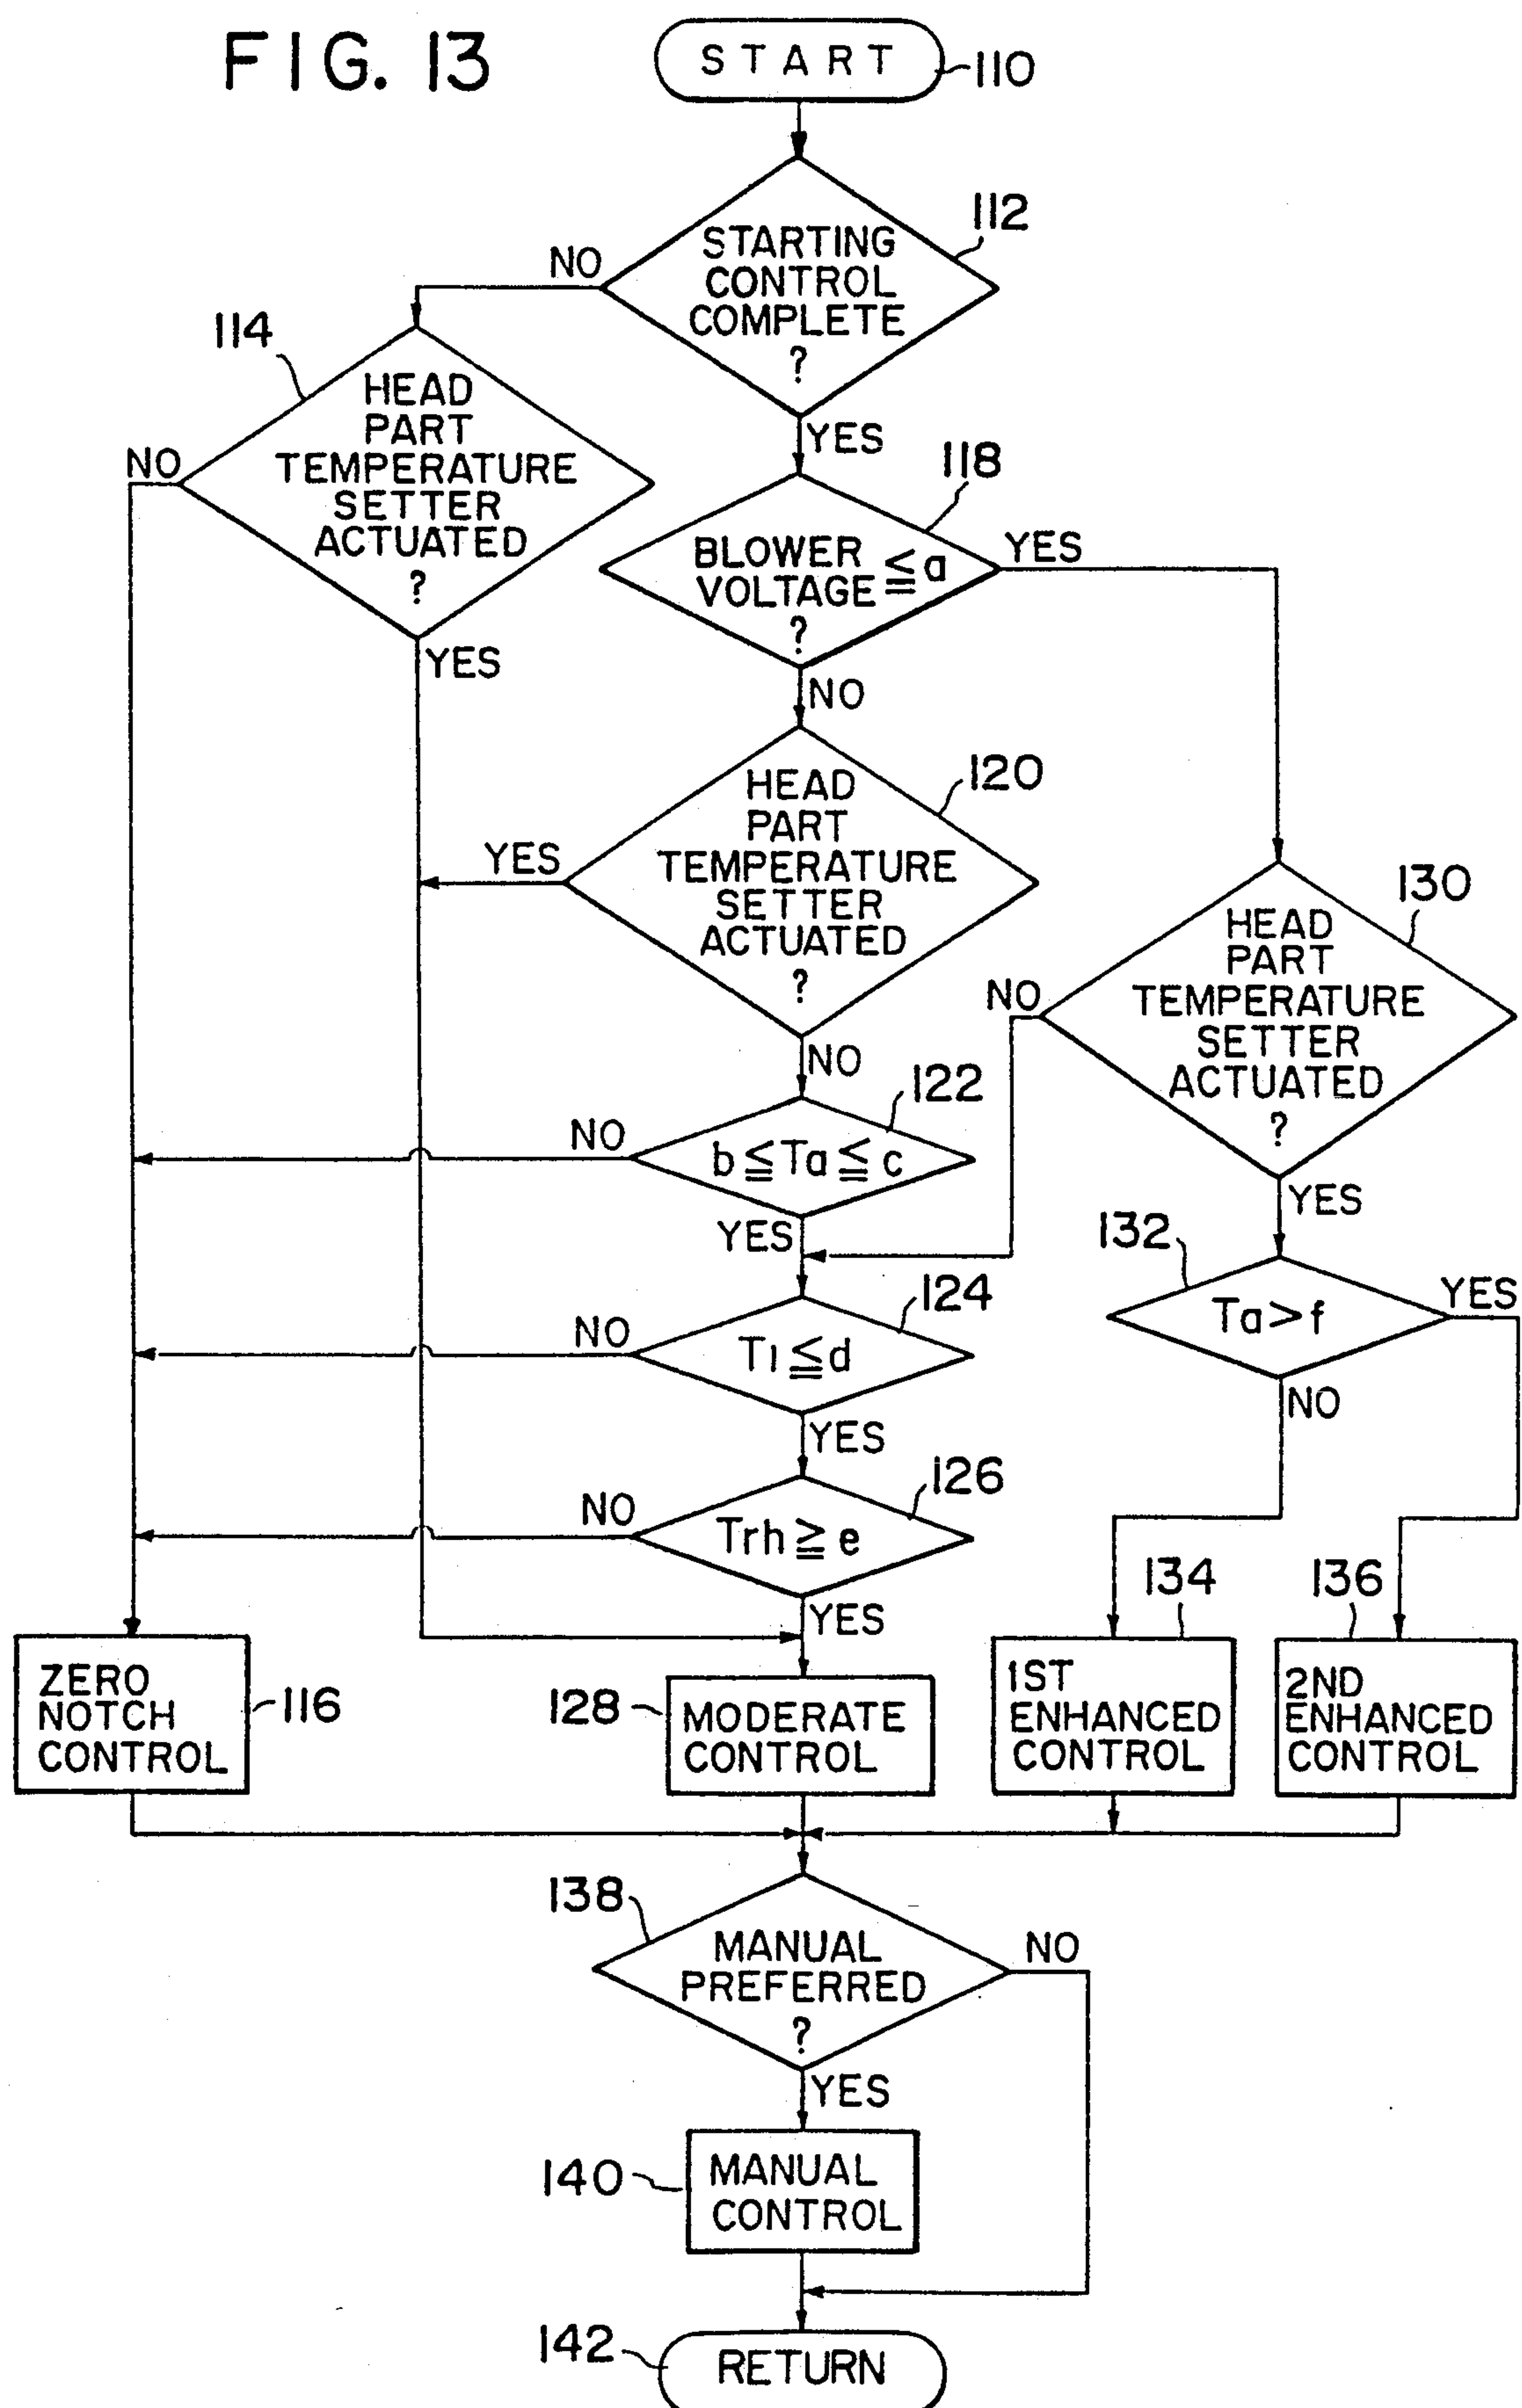 FIG. 13
START
110
STARTING
CONTROL
COMPLETE
?
112
NO
YES
114
HEAD
PART
TEMPERATURE
SETTER
ACTUATED
?
NO
YES
118
BLOWER
VOLTAGE ≦ a
?
YES
NO
120
HEAD
PART
TEMPERATURE
SETTER
ACTUATED
?
YES
NO
130
HEAD
PART
TEMPERATURE
SETTER
ACTUATED
?
NO
YES
122
b ≦ Ta ≦ c
NO
YES
132
Ta > f
YES
NO
124
Ti ≦ d
NO
YES
126
Trh ≧ e
NO
YES
ZERO
NOTCH
CONTROL
116
128
MODERATE
CONTROL
134
1ST
ENHANCED
CONTROL
136
2ND
ENHANCED
CONTROL
138
MANUAL
PREFERRED
?
NO
YES
140
MANUAL
CONTROL
142
RETURN